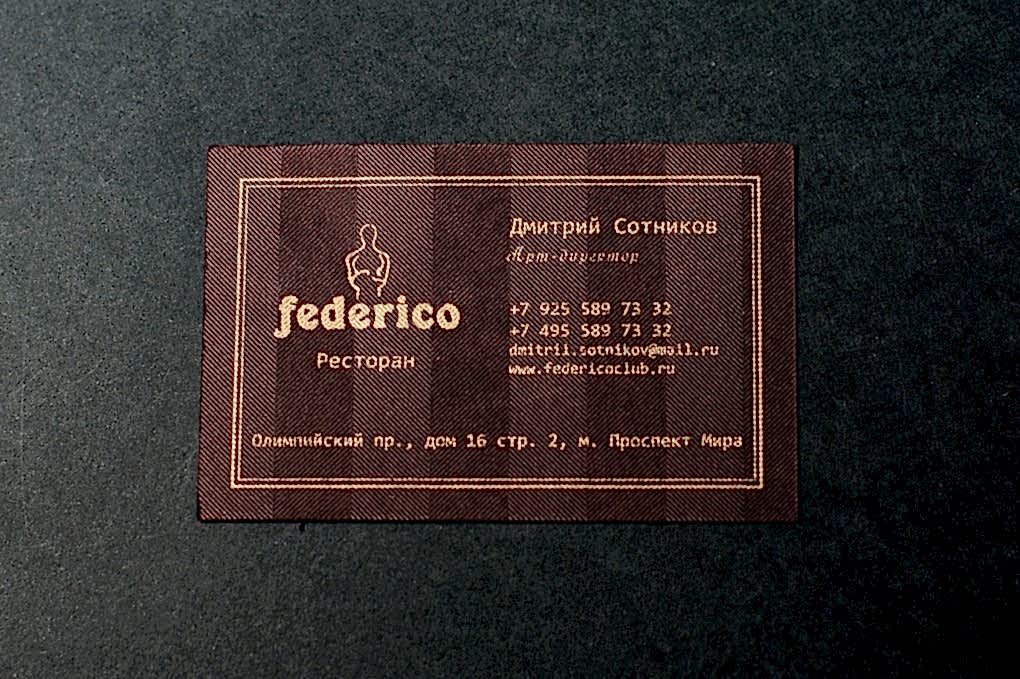 federico
Ресторан
Дмитрий Сотников
Арт-директор
+7 925 589 73 32
+7 495 589 73 32
dmitrii.sotnikov@mail.ru
www.federicoclub.ru
Олимпийский пр., дом 16 стр. 2, м. Проспект Мира